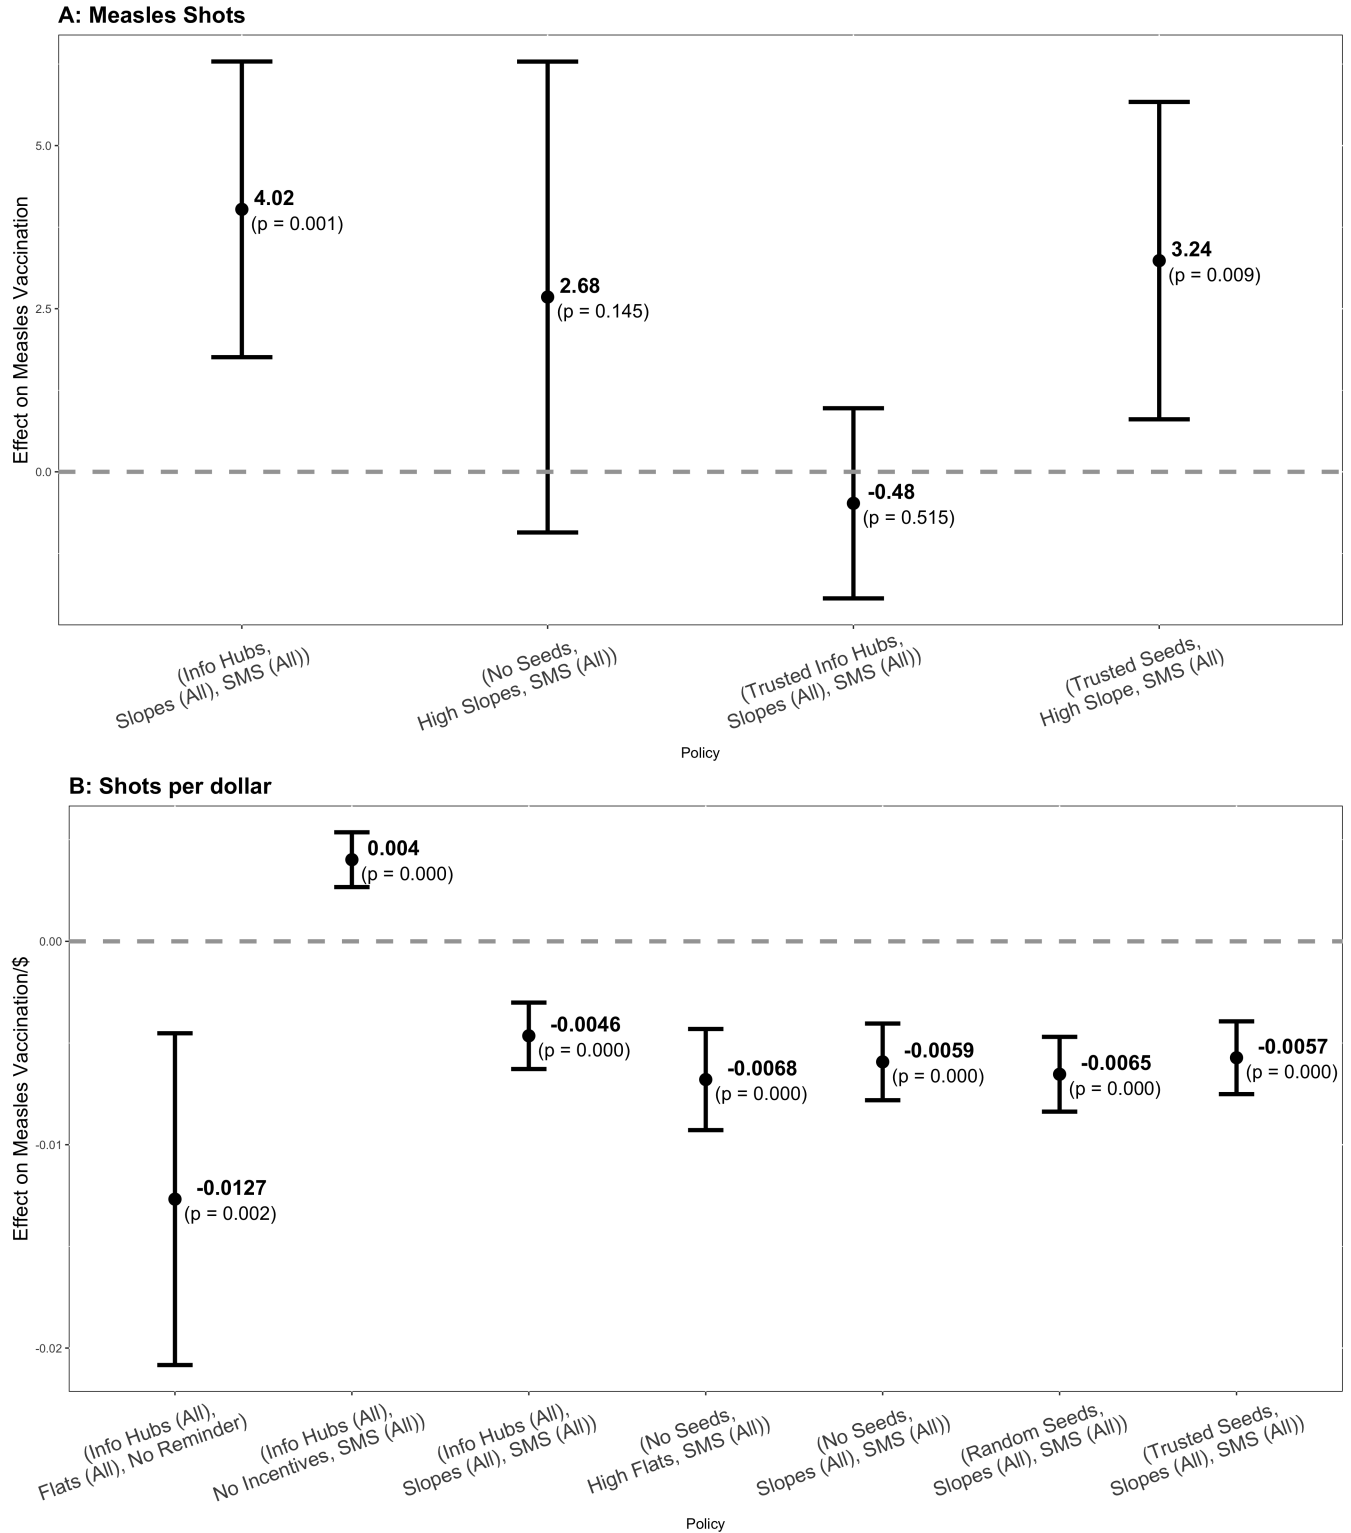 A: Measles Shots
Effect on Measles Vaccination
5.0
2.5
0.0
4.02
(p = 0.001)
2.68
(p = 0.145)
-0.48
(p = 0.515)
3.24
(p = 0.009)
(Info Hubs,
Slopes (All), SMS (All))
(No Seeds,
High Slopes, SMS (All))
(Trusted Info Hubs,
Slopes (All), SMS (All))
(Trusted Seeds,
High Slope, SMS (All)
Policy
B: Shots per dollar
Effect on Measles Vaccination/$
0.00
-0.01
-0.02
-0.0127
(p = 0.002)
0.004
(p = 0.000)
-0.0046
(p = 0.000)
-0.0068
(p = 0.000)
-0.0059
(p = 0.000)
-0.0065
(p = 0.000)
-0.0057
(p = 0.000)
(Info Hubs (All),
Flats (All), No Reminder)
(Info Hubs (All),
No Incentives, SMS (All))
(Info Hubs (All),
Slopes (All), SMS (All))
(No Seeds,
High Flats, SMS (All))
(No Seeds,
Slopes (All), SMS (All))
(Random Seeds,
Slopes (All), SMS (All))
(Trusted Seeds,
Slopes (All), SMS (All))
Policy